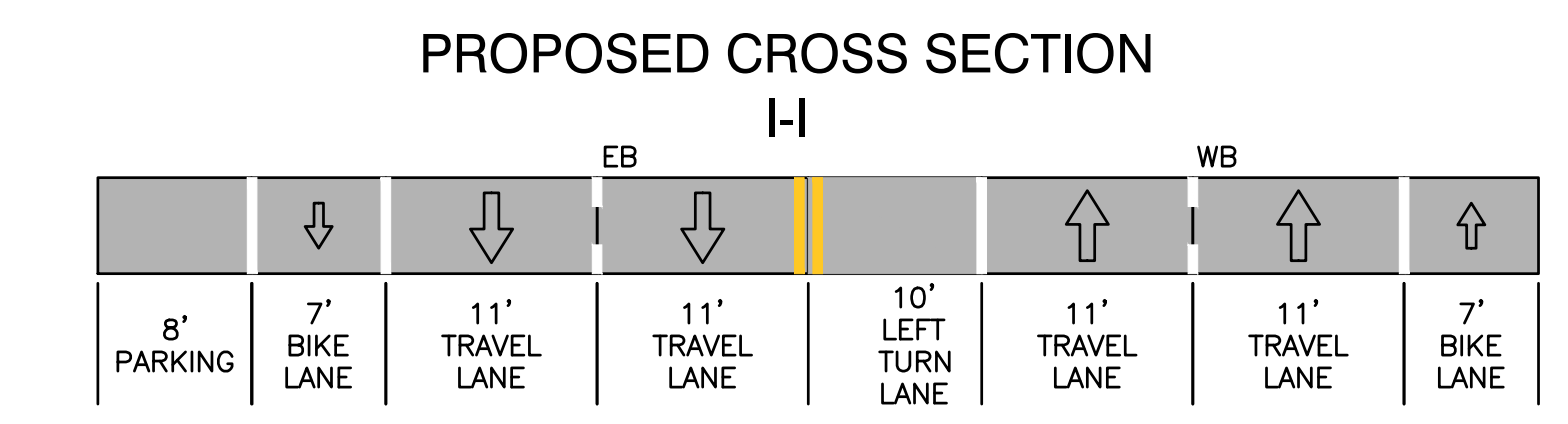 PROPOSED CROSS SECTION
I-I
EB
WB
8'
PARKING
7'
BIKE
LANE
11'
TRAVEL
LANE
11'
TRAVEL
LANE
10'
LEFT
TURN
LANE
11'
TRAVEL
LANE
11'
TRAVEL
LANE
7'
BIKE
LANE